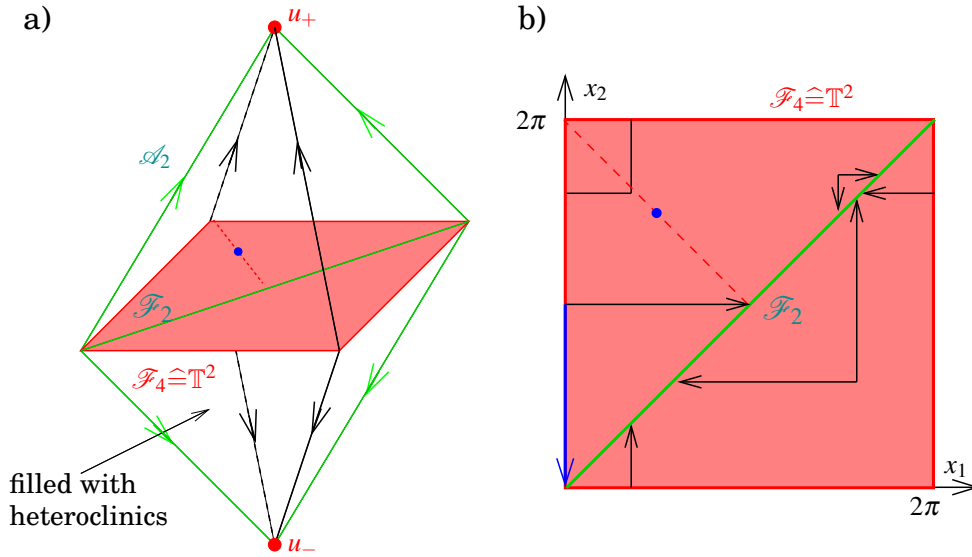 a)
u₊
𝒜₂
ℱ₂
ℱ₄≙𝕋²
filled with
heteroclinics
u₋
b)
x₂
ℱ₄≙𝕋²
2π
ℱ₂
x₁
2π